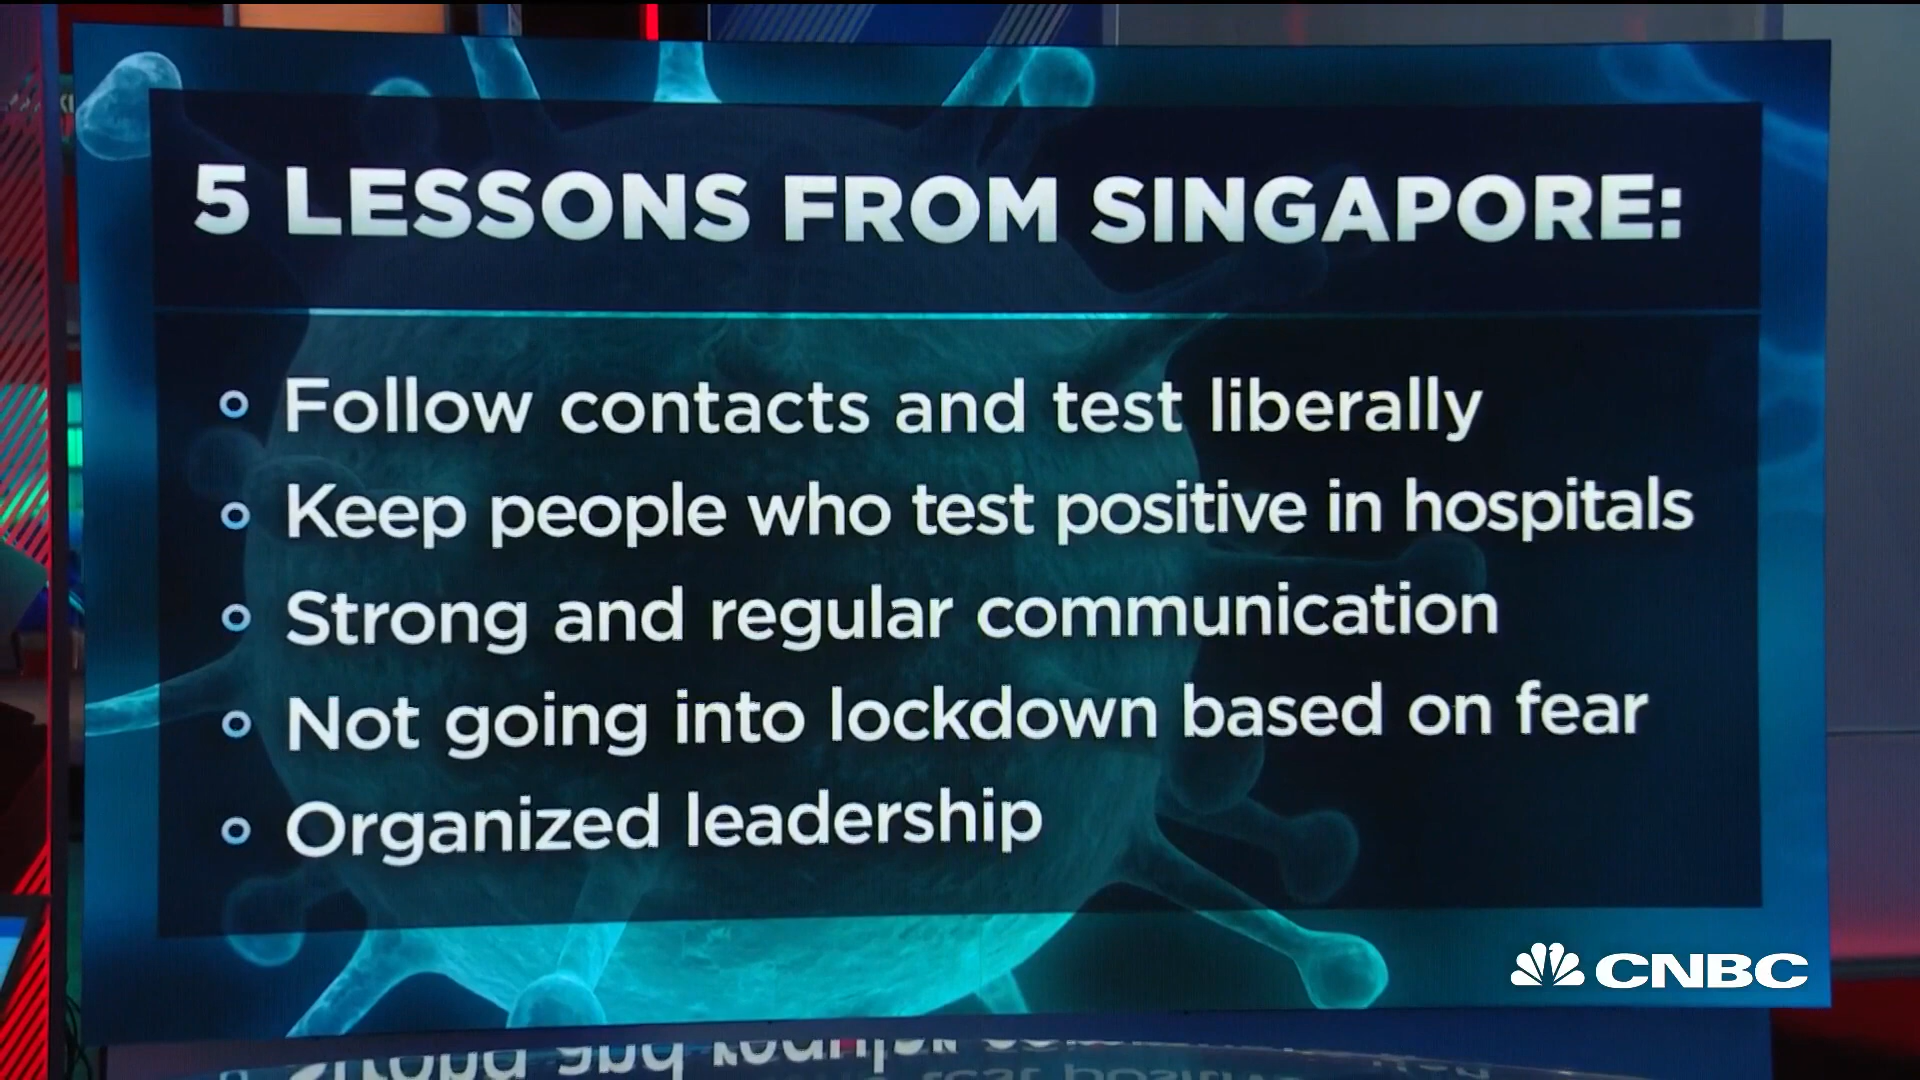 5 LESSONS FROM SINGAPORE:
Follow contacts and test liberally
Keep people who test positive in hospitals
Strong and regular communication
Not going into lockdown based on fear
Organized leadership
CNBC